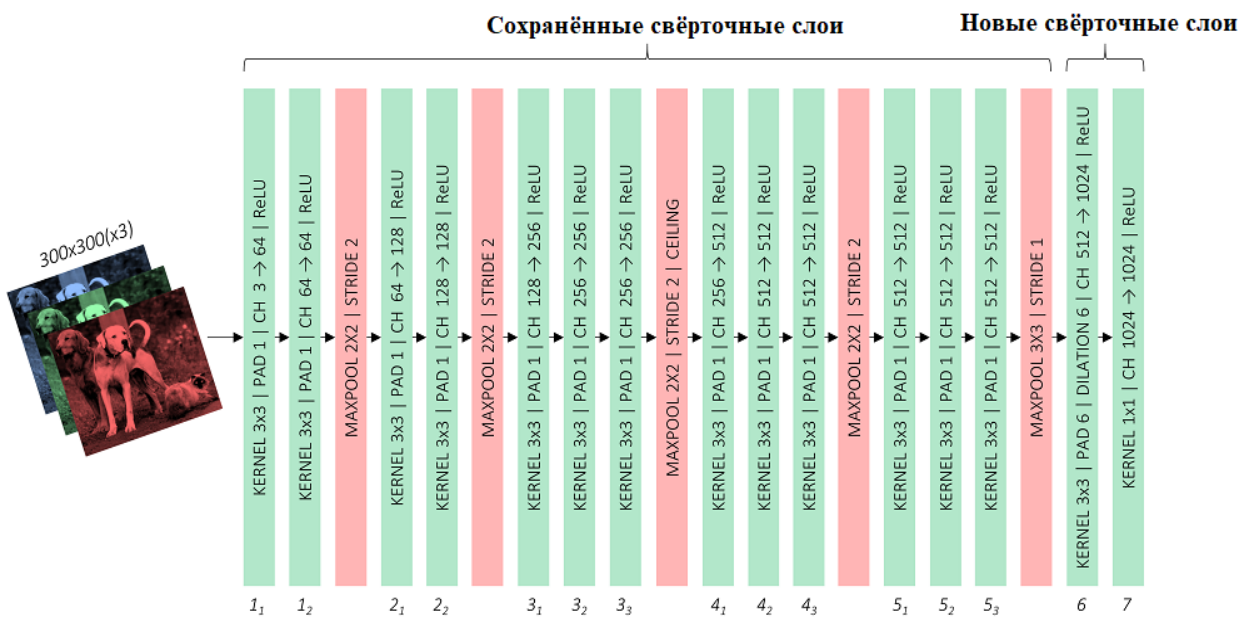 Сохранённые свёрточные слои
Новые свёрточные слои
300x300(x3)
KERNEL 3x3 | PAD 1 | CH 3 → 64 | ReLU
KERNEL 3x3 | PAD 1 | CH 64 → 64 | ReLU
MAXPOOL 2X2 | STRIDE 2
KERNEL 3x3 | PAD 1 | CH 64 → 128 | ReLU
KERNEL 3x3 | PAD 1 | CH 128 → 128 | ReLU
MAXPOOL 2X2 | STRIDE 2
KERNEL 3x3 | PAD 1 | CH 128 → 256 | ReLU
KERNEL 3x3 | PAD 1 | CH 256 → 256 | ReLU
KERNEL 3x3 | PAD 1 | CH 256 → 256 | ReLU
MAXPOOL 2X2 | STRIDE 2 | CEILING
KERNEL 3x3 | PAD 1 | CH 256 → 512 | ReLU
KERNEL 3x3 | PAD 1 | CH 512 → 512 | ReLU
KERNEL 3x3 | PAD 1 | CH 512 → 512 | ReLU
MAXPOOL 2X2 | STRIDE 2
KERNEL 3x3 | PAD 1 | CH 512 → 512 | ReLU
KERNEL 3x3 | PAD 1 | CH 512 → 512 | ReLU
KERNEL 3x3 | PAD 1 | CH 512 → 512 | ReLU
MAXPOOL 3X3 | STRIDE 1
KERNEL 3x3 | PAD 6 | DILATION 6 | CH 512 → 1024 | ReLU
KERNEL 1x1 | CH 1024 → 1024 | ReLU
1₁ 1₂ 2₁ 2₂ 3₁ 3₂ 3₃ 4₁ 4₂ 4₃ 5₁ 5₂ 5₃ 6 7